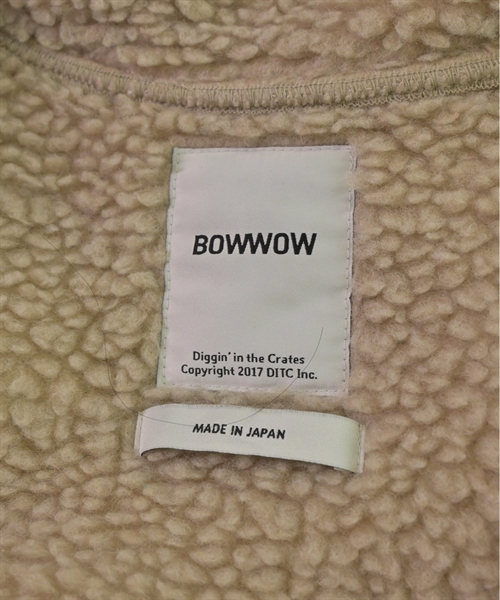 BOWWOW
Diggin' in the Crates
Copyright 2017 DITC Inc.
MADE IN JAPAN